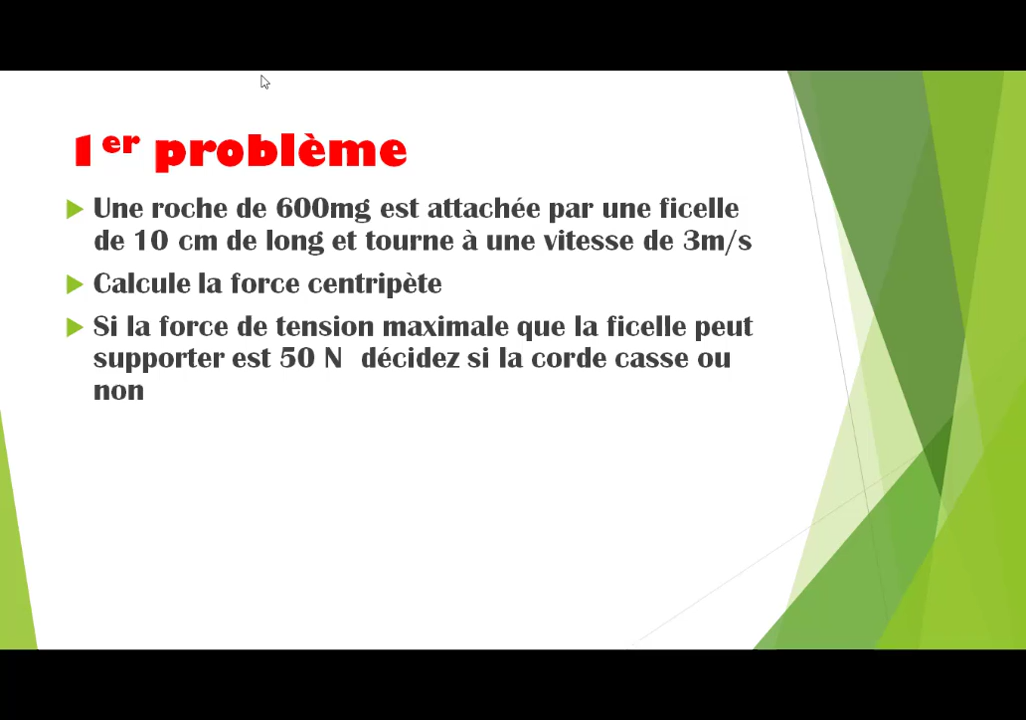 1er problème
Une roche de 600mg est attachée par une ficelle
de 10 cm de long et tourne à une vitesse de 3m/s
Calcule la force centripète
Si la force de tension maximale que la ficelle peut
supporter est 50 N décidez si la corde casse ou
non